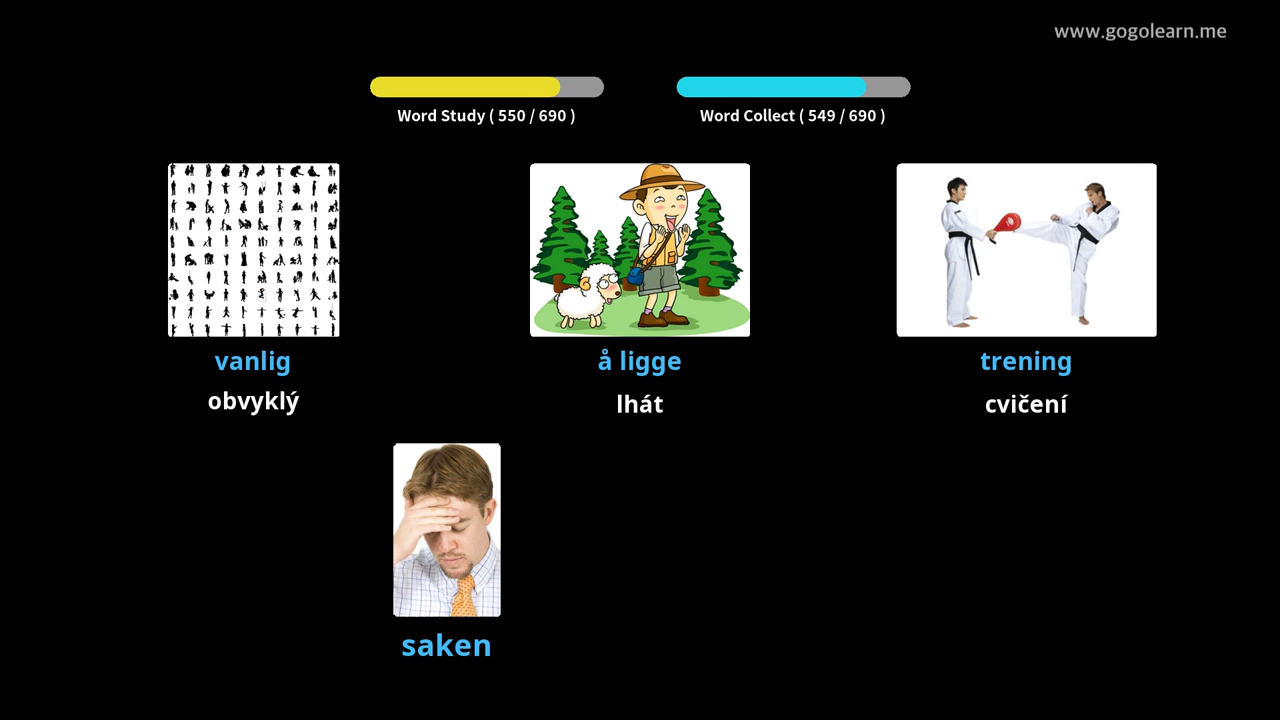 www.gogolearn.me
Word Study ( 550 / 690 )
Word Collect ( 549 / 690 )
vanlig
å ligge
trening
obvyklý
lhát
cvičení
saken